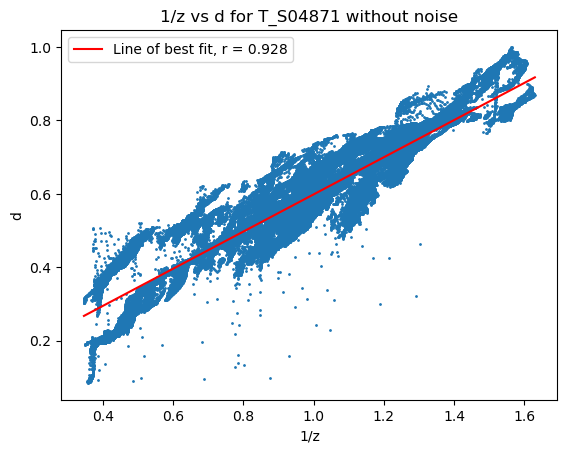 1/z vs d for T_S04871 without noise
Line of best fit, r = 0.928
d
1.0
0.8
0.6
0.4
0.2
0.4 0.6 0.8 1.0 1.2 1.4 1.6
1/z